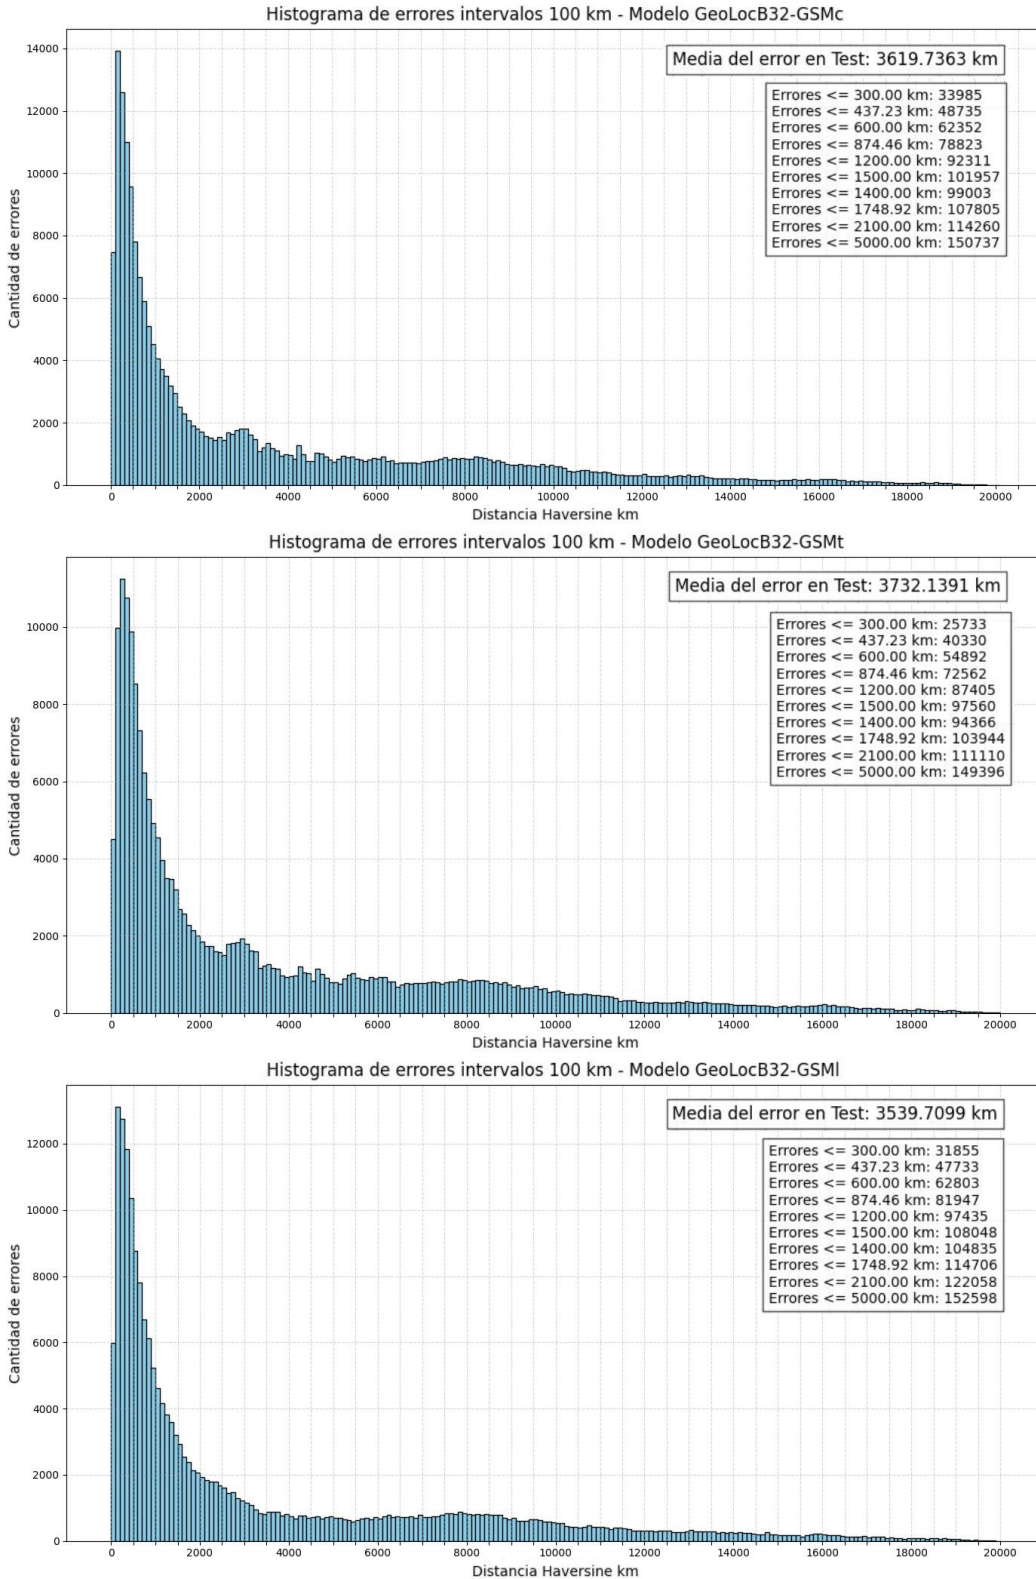 Histograma de errores intervalos 100 km - Modelo GeoLocB32-GSMc
14000
12000
10000
8000
6000
4000
2000
0
Cantidad de errores
Media del error en Test: 3619.7363 km
Errores <= 300.00 km: 33985
Errores <= 437.23 km: 48735
Errores <= 600.00 km: 62352
Errores <= 874.46 km: 78823
Errores <= 1200.00 km: 92311
Errores <= 1500.00 km: 101957
Errores <= 1400.00 km: 99003
Errores <= 1748.92 km: 107805
Errores <= 2100.00 km: 114260
Errores <= 5000.00 km: 150737
0 2000 4000 6000 8000 10000 12000 14000 16000 18000 20000
Distancia Haversine km
Histograma de errores intervalos 100 km - Modelo GeoLocB32-GSMt
10000
8000
6000
4000
2000
0
Cantidad de errores
Media del error en Test: 3732.1391 km
Errores <= 300.00 km: 25733
Errores <= 437.23 km: 40330
Errores <= 600.00 km: 54892
Errores <= 874.46 km: 72562
Errores <= 1200.00 km: 87405
Errores <= 1500.00 km: 97560
Errores <= 1400.00 km: 94366
Errores <= 1748.92 km: 103944
Errores <= 2100.00 km: 111110
Errores <= 5000.00 km: 149396
0 2000 4000 6000 8000 10000 12000 14000 16000 18000 20000
Distancia Haversine km
Histograma de errores intervalos 100 km - Modelo GeoLocB32-GSMl
12000
10000
8000
6000
4000
2000
0
Cantidad de errores
Media del error en Test: 3539.7099 km
Errores <= 300.00 km: 31855
Errores <= 437.23 km: 47733
Errores <= 600.00 km: 62803
Errores <= 874.46 km: 81947
Errores <= 1200.00 km: 97435
Errores <= 1500.00 km: 108048
Errores <= 1400.00 km: 104835
Errores <= 1748.92 km: 114706
Errores <= 2100.00 km: 122058
Errores <= 5000.00 km: 152598
0 2000 4000 6000 8000 10000 12000 14000 16000 18000 20000
Distancia Haversine km